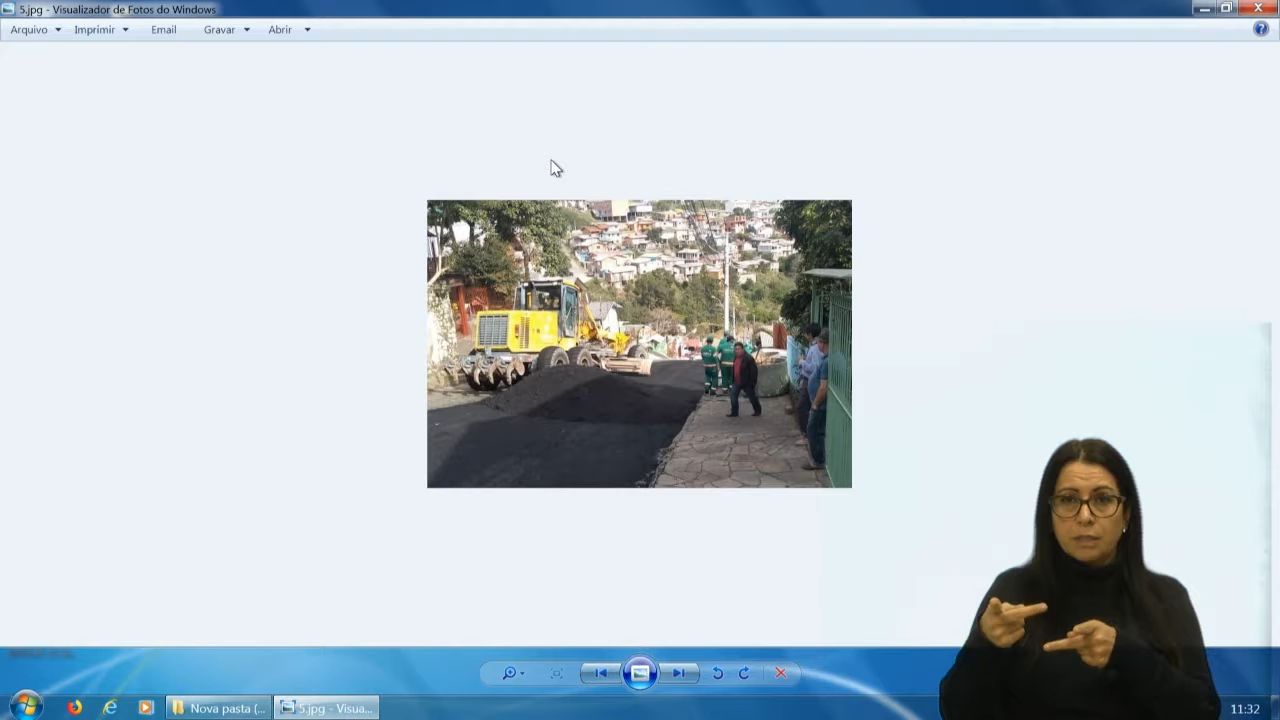 5.jpg - Visualizador de Fotos do Windows
Arquivo Imprimir Email Gravar Abrir
Nova pasta (...
5.jpg - Visua...
11:32